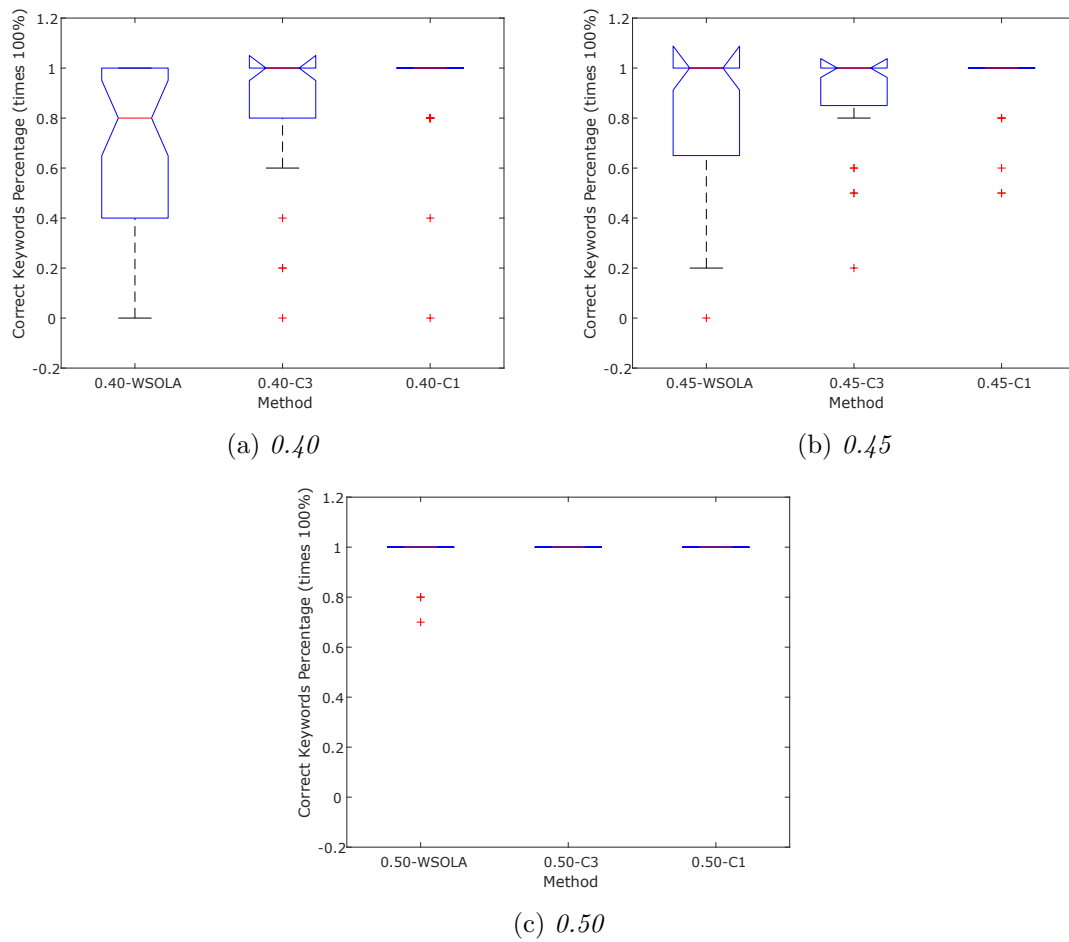 Correct Keywords Percentage (times 100%)
1.2
1
0.8
0.6
0.4
0.2
0
-0.2
0.40-WSOLA 0.40-C3 0.40-C1
Method
(a) 0.40
Correct Keywords Percentage (times 100%)
1.2
1
0.8
0.6
0.4
0.2
0
-0.2
0.45-WSOLA 0.45-C3 0.45-C1
Method
(b) 0.45
Correct Keywords Percentage (times 100%)
1.2
1
0.8
0.6
0.4
0.2
0
-0.2
0.50-WSOLA 0.50-C3 0.50-C1
Method
(c) 0.50